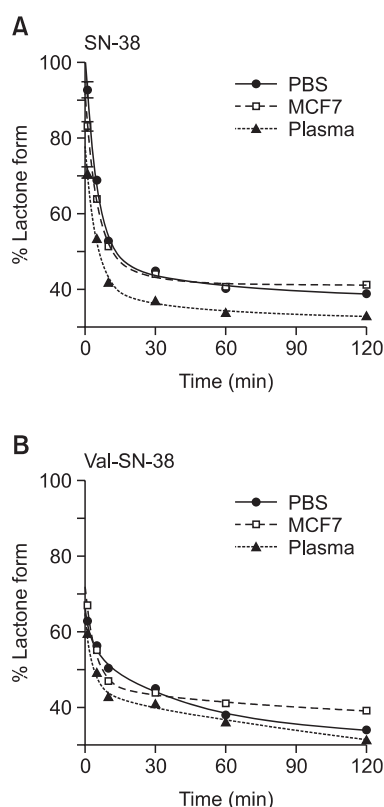 A
SN-38
100
80
60
40
% Lactone form
PBS
MCF7
Plasma
0 30 60 90 120
Time (min)
B
Val-SN-38
100
80
60
40
% Lactone form
PBS
MCF7
Plasma
0 30 60 90 120
Time (min)